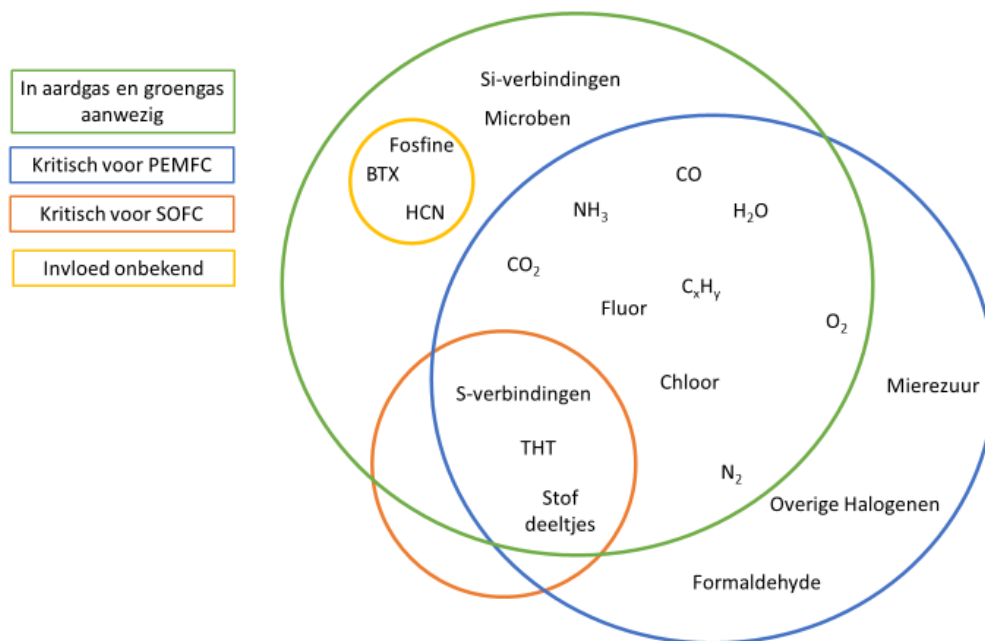 In aardgas en groengas
aanwezig
Kritisch voor PEMFC
Kritisch voor SOFC
Invloed onbekend
Si-verbindingen
Microben
Fosfine
BTX
HCN
CO
NH₃
H₂O
CO₂
CₓHᵧ
Fluor
O₂
Chloor
Mierezuur
S-verbindingen
THT
Stof
deeltjes
N₂
Overige Halogenen
Formaldehyde